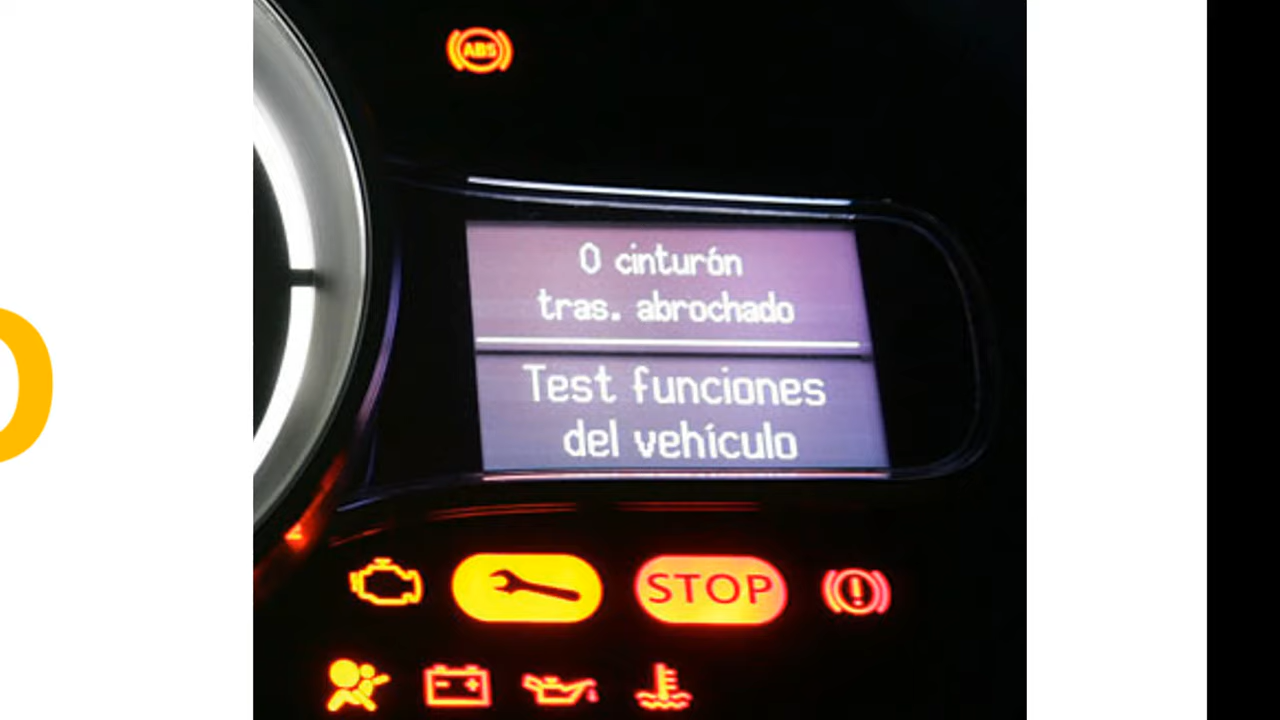 ABS
0 cinturón
tras. abrochado
Test funciones
del vehículo
STOP